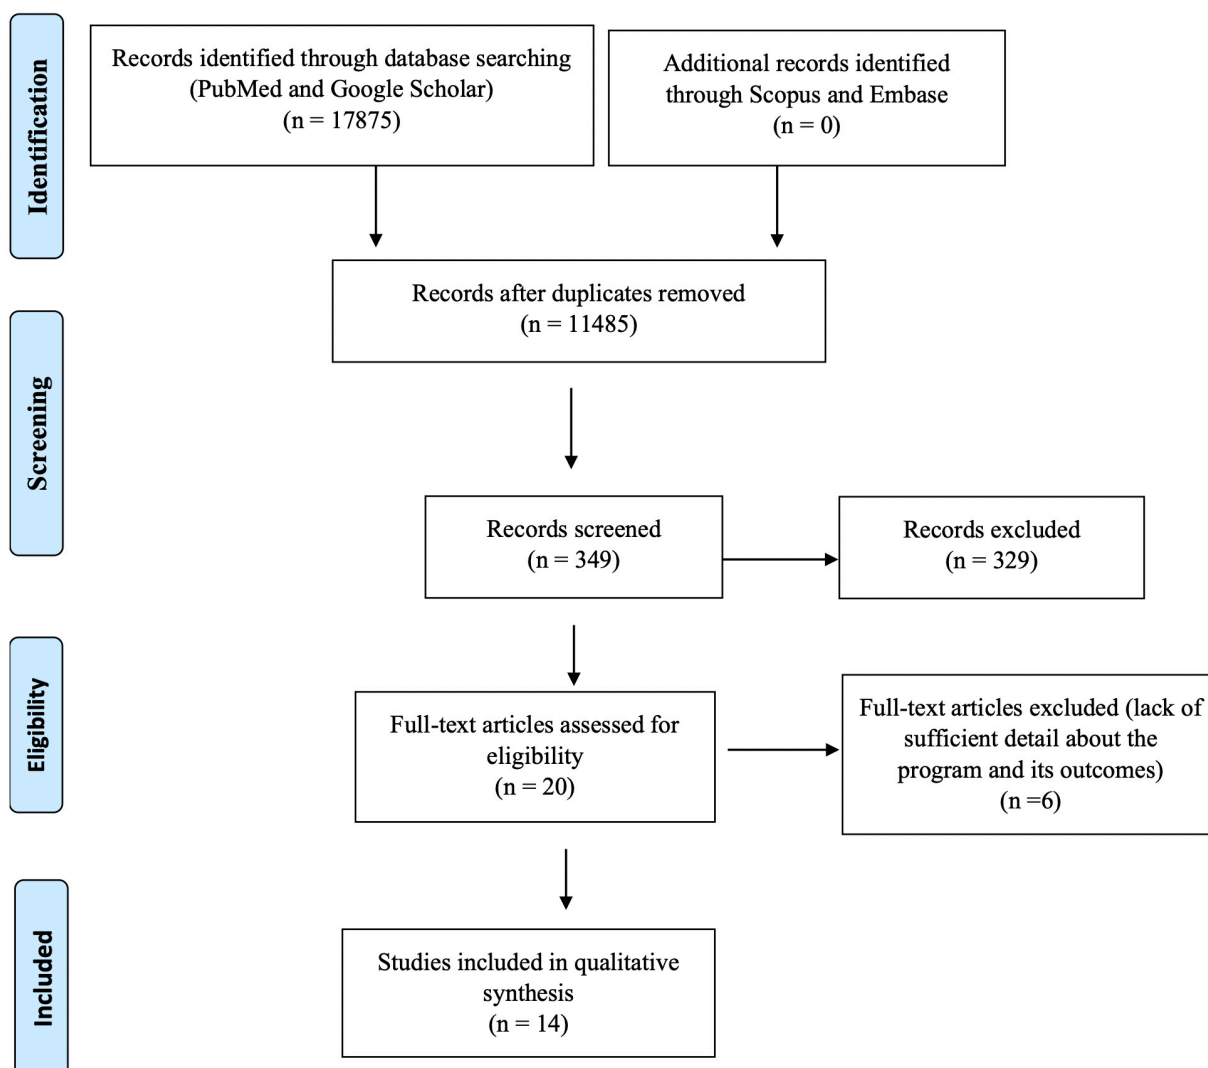 Identification
Records identified through database searching
(PubMed and Google Scholar)
(n = 17875)
Additional records identified
through Scopus and Embase
(n = 0)
Records after duplicates removed
(n = 11485)
Screening
Records screened
(n = 349)
Records excluded
(n = 329)
Eligibility
Full-text articles assessed for
eligibility
(n = 20)
Full-text articles excluded (lack of
sufficient detail about the
program and its outcomes)
(n =6)
Included
Studies included in qualitative
synthesis
(n = 14)